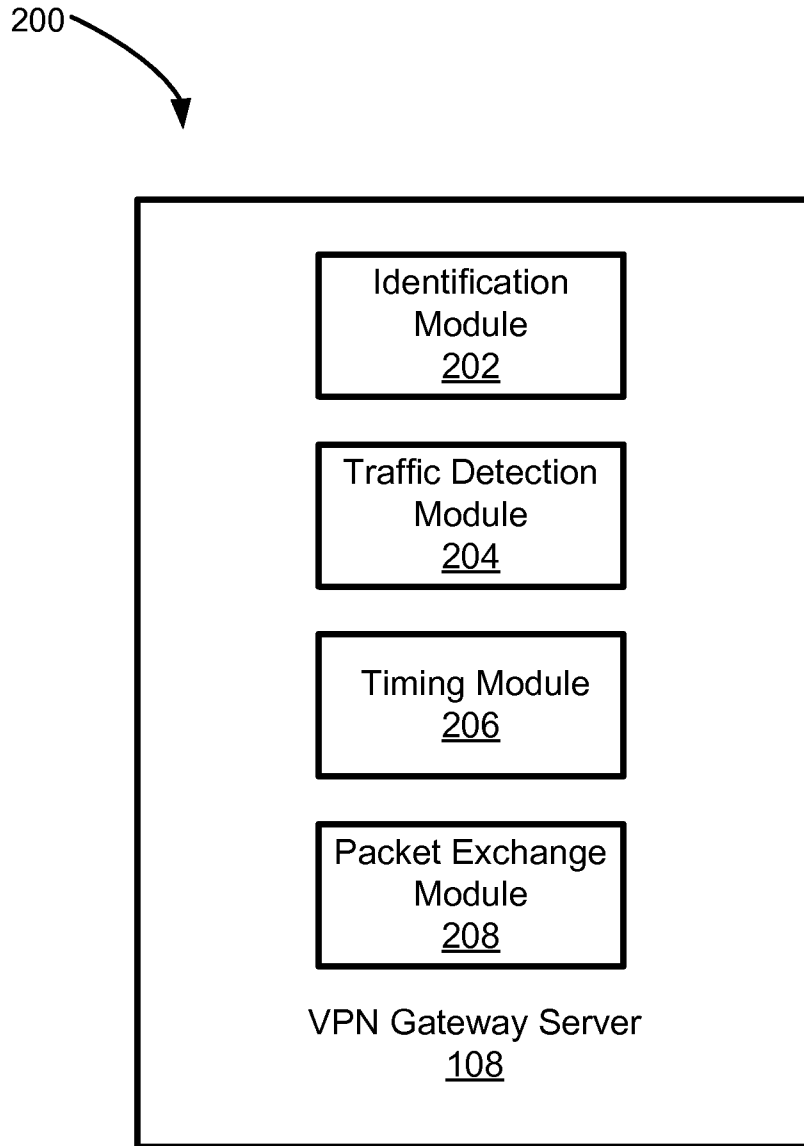 200
Identification
Module
202
Traffic Detection
Module
204
Timing Module
206
Packet Exchange
Module
208
VPN Gateway Server
108